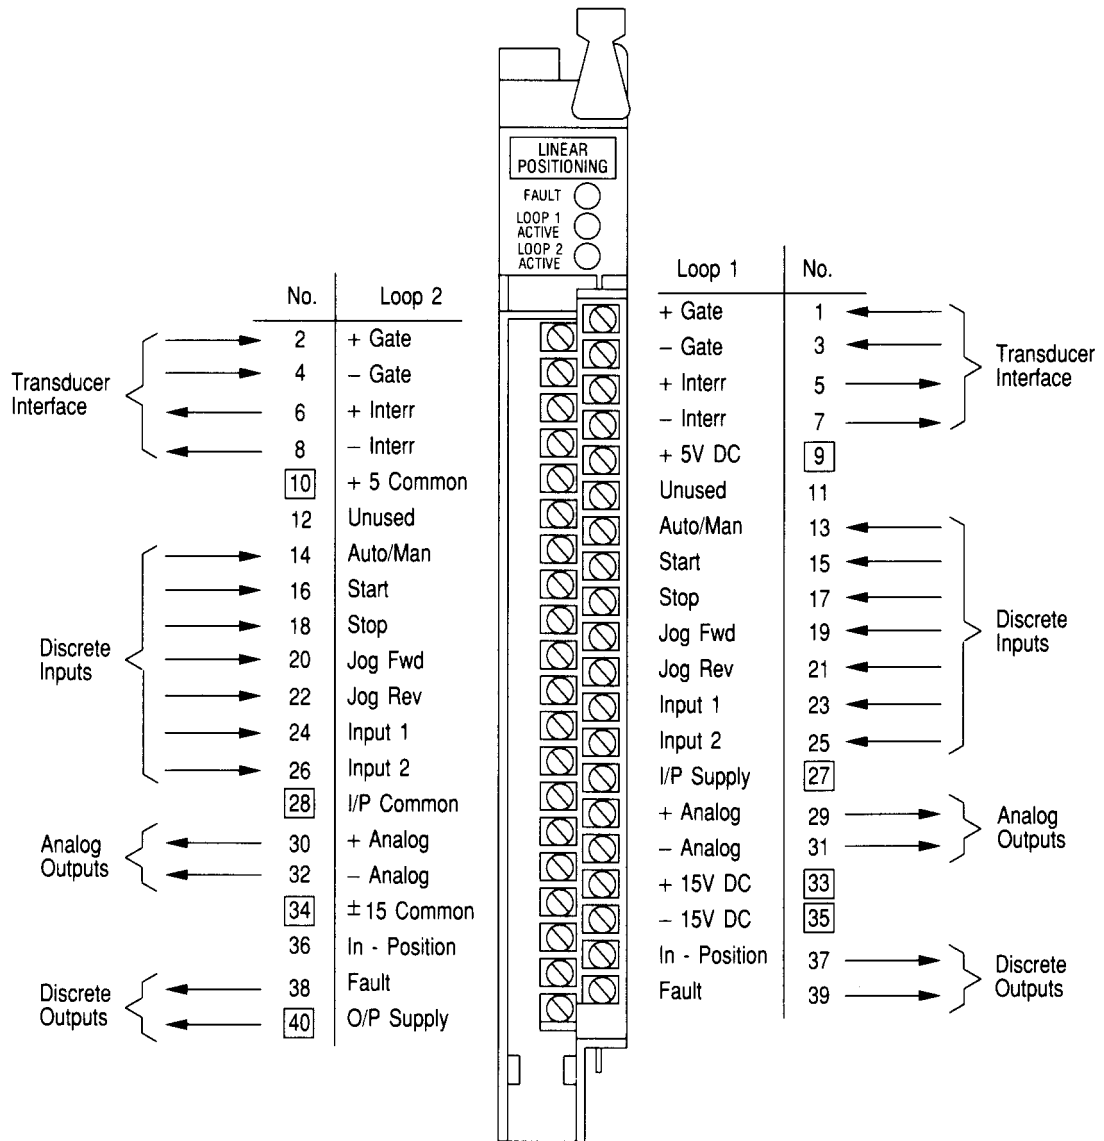 LINEAR
POSITIONING
FAULT
LOOP 1
ACTIVE
LOOP 2
ACTIVE
No. Loop 2
2 + Gate
4 – Gate
6 + Interr
8 – Interr
10 + 5 Common
12 Unused
14 Auto/Man
16 Start
18 Stop
20 Jog Fwd
22 Jog Rev
24 Input 1
26 Input 2
28 I/P Common
30 + Analog
32 – Analog
34 ±15 Common
36 In - Position
38 Fault
40 O/P Supply
Transducer
Interface
Discrete
Inputs
Analog
Outputs
Discrete
Outputs
Loop 1 No.
+ Gate 1
– Gate 3
+ Interr 5
– Interr 7
+ 5V DC 9
Unused 11
Auto/Man 13
Start 15
Stop 17
Jog Fwd 19
Jog Rev 21
Input 1 23
Input 2 25
I/P Supply 27
+ Analog 29
– Analog 31
+ 15V DC 33
– 15V DC 35
In - Position 37
Fault 39
Transducer
Interface
Discrete
Inputs
Analog
Outputs
Discrete
Outputs